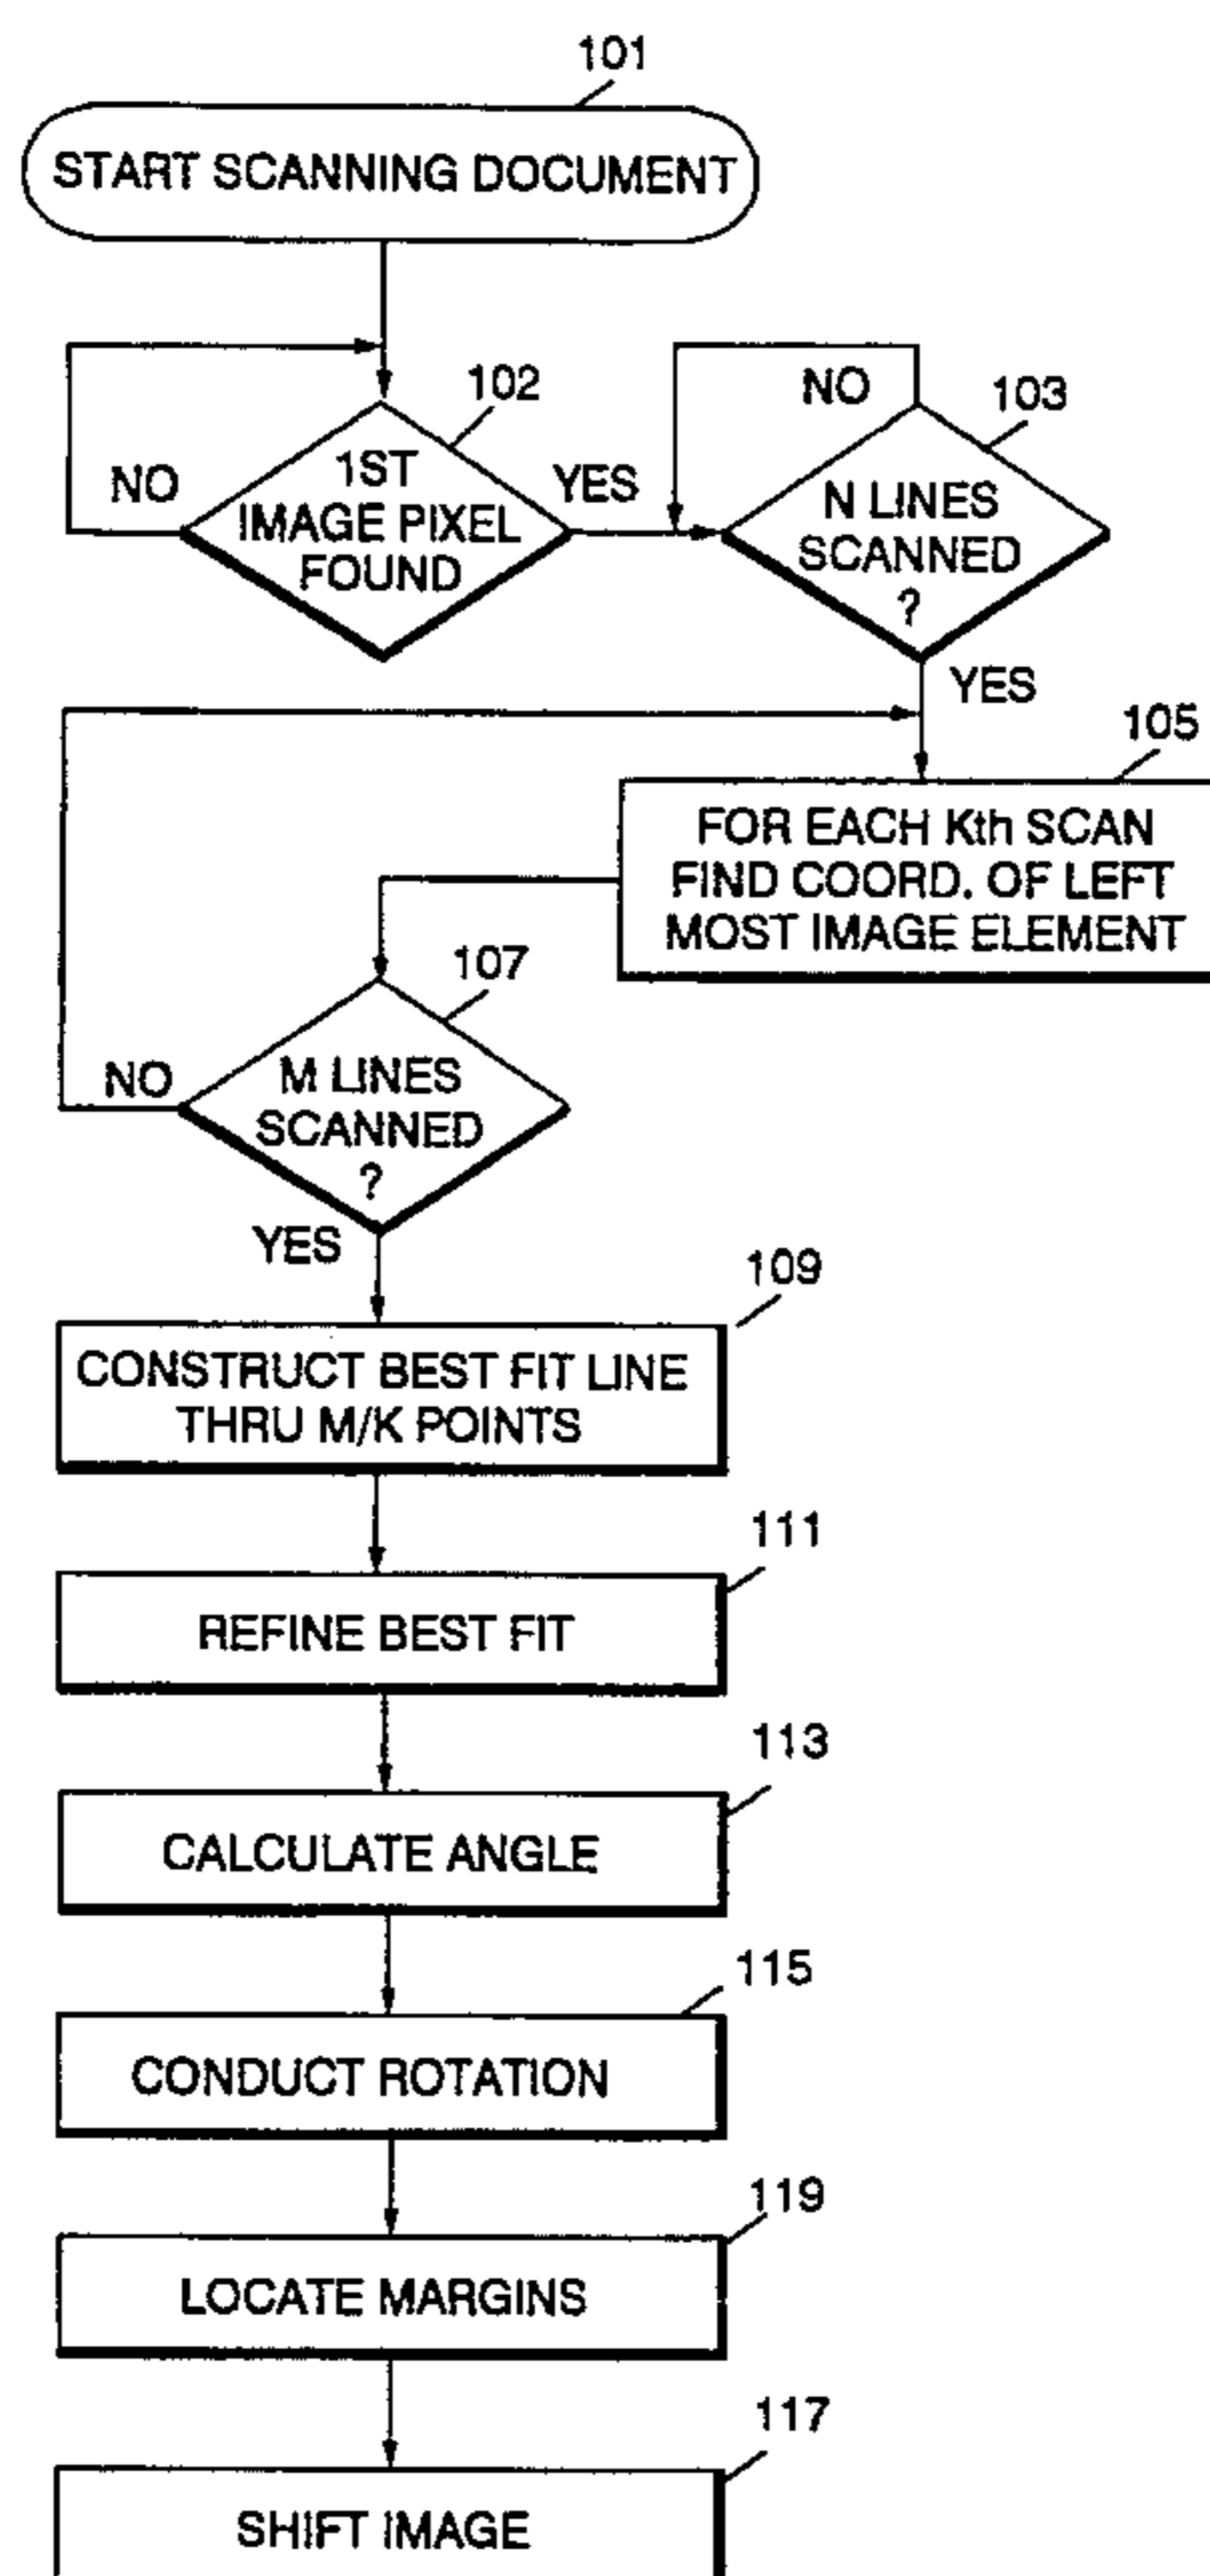 101
START SCANNING DOCUMENT
102
NO
1ST
IMAGE PIXEL
FOUND
YES
NO
103
N LINES
SCANNED
?
YES
105
FOR EACH Kth SCAN
FIND COORD. OF LEFT
MOST IMAGE ELEMENT
107
NO
M LINES
SCANNED
?
YES
109
CONSTRUCT BEST FIT LINE
THRU M/K POINTS
111
REFINE BEST FIT
113
CALCULATE ANGLE
115
CONDUCT ROTATION
119
LOCATE MARGINS
117
SHIFT IMAGE